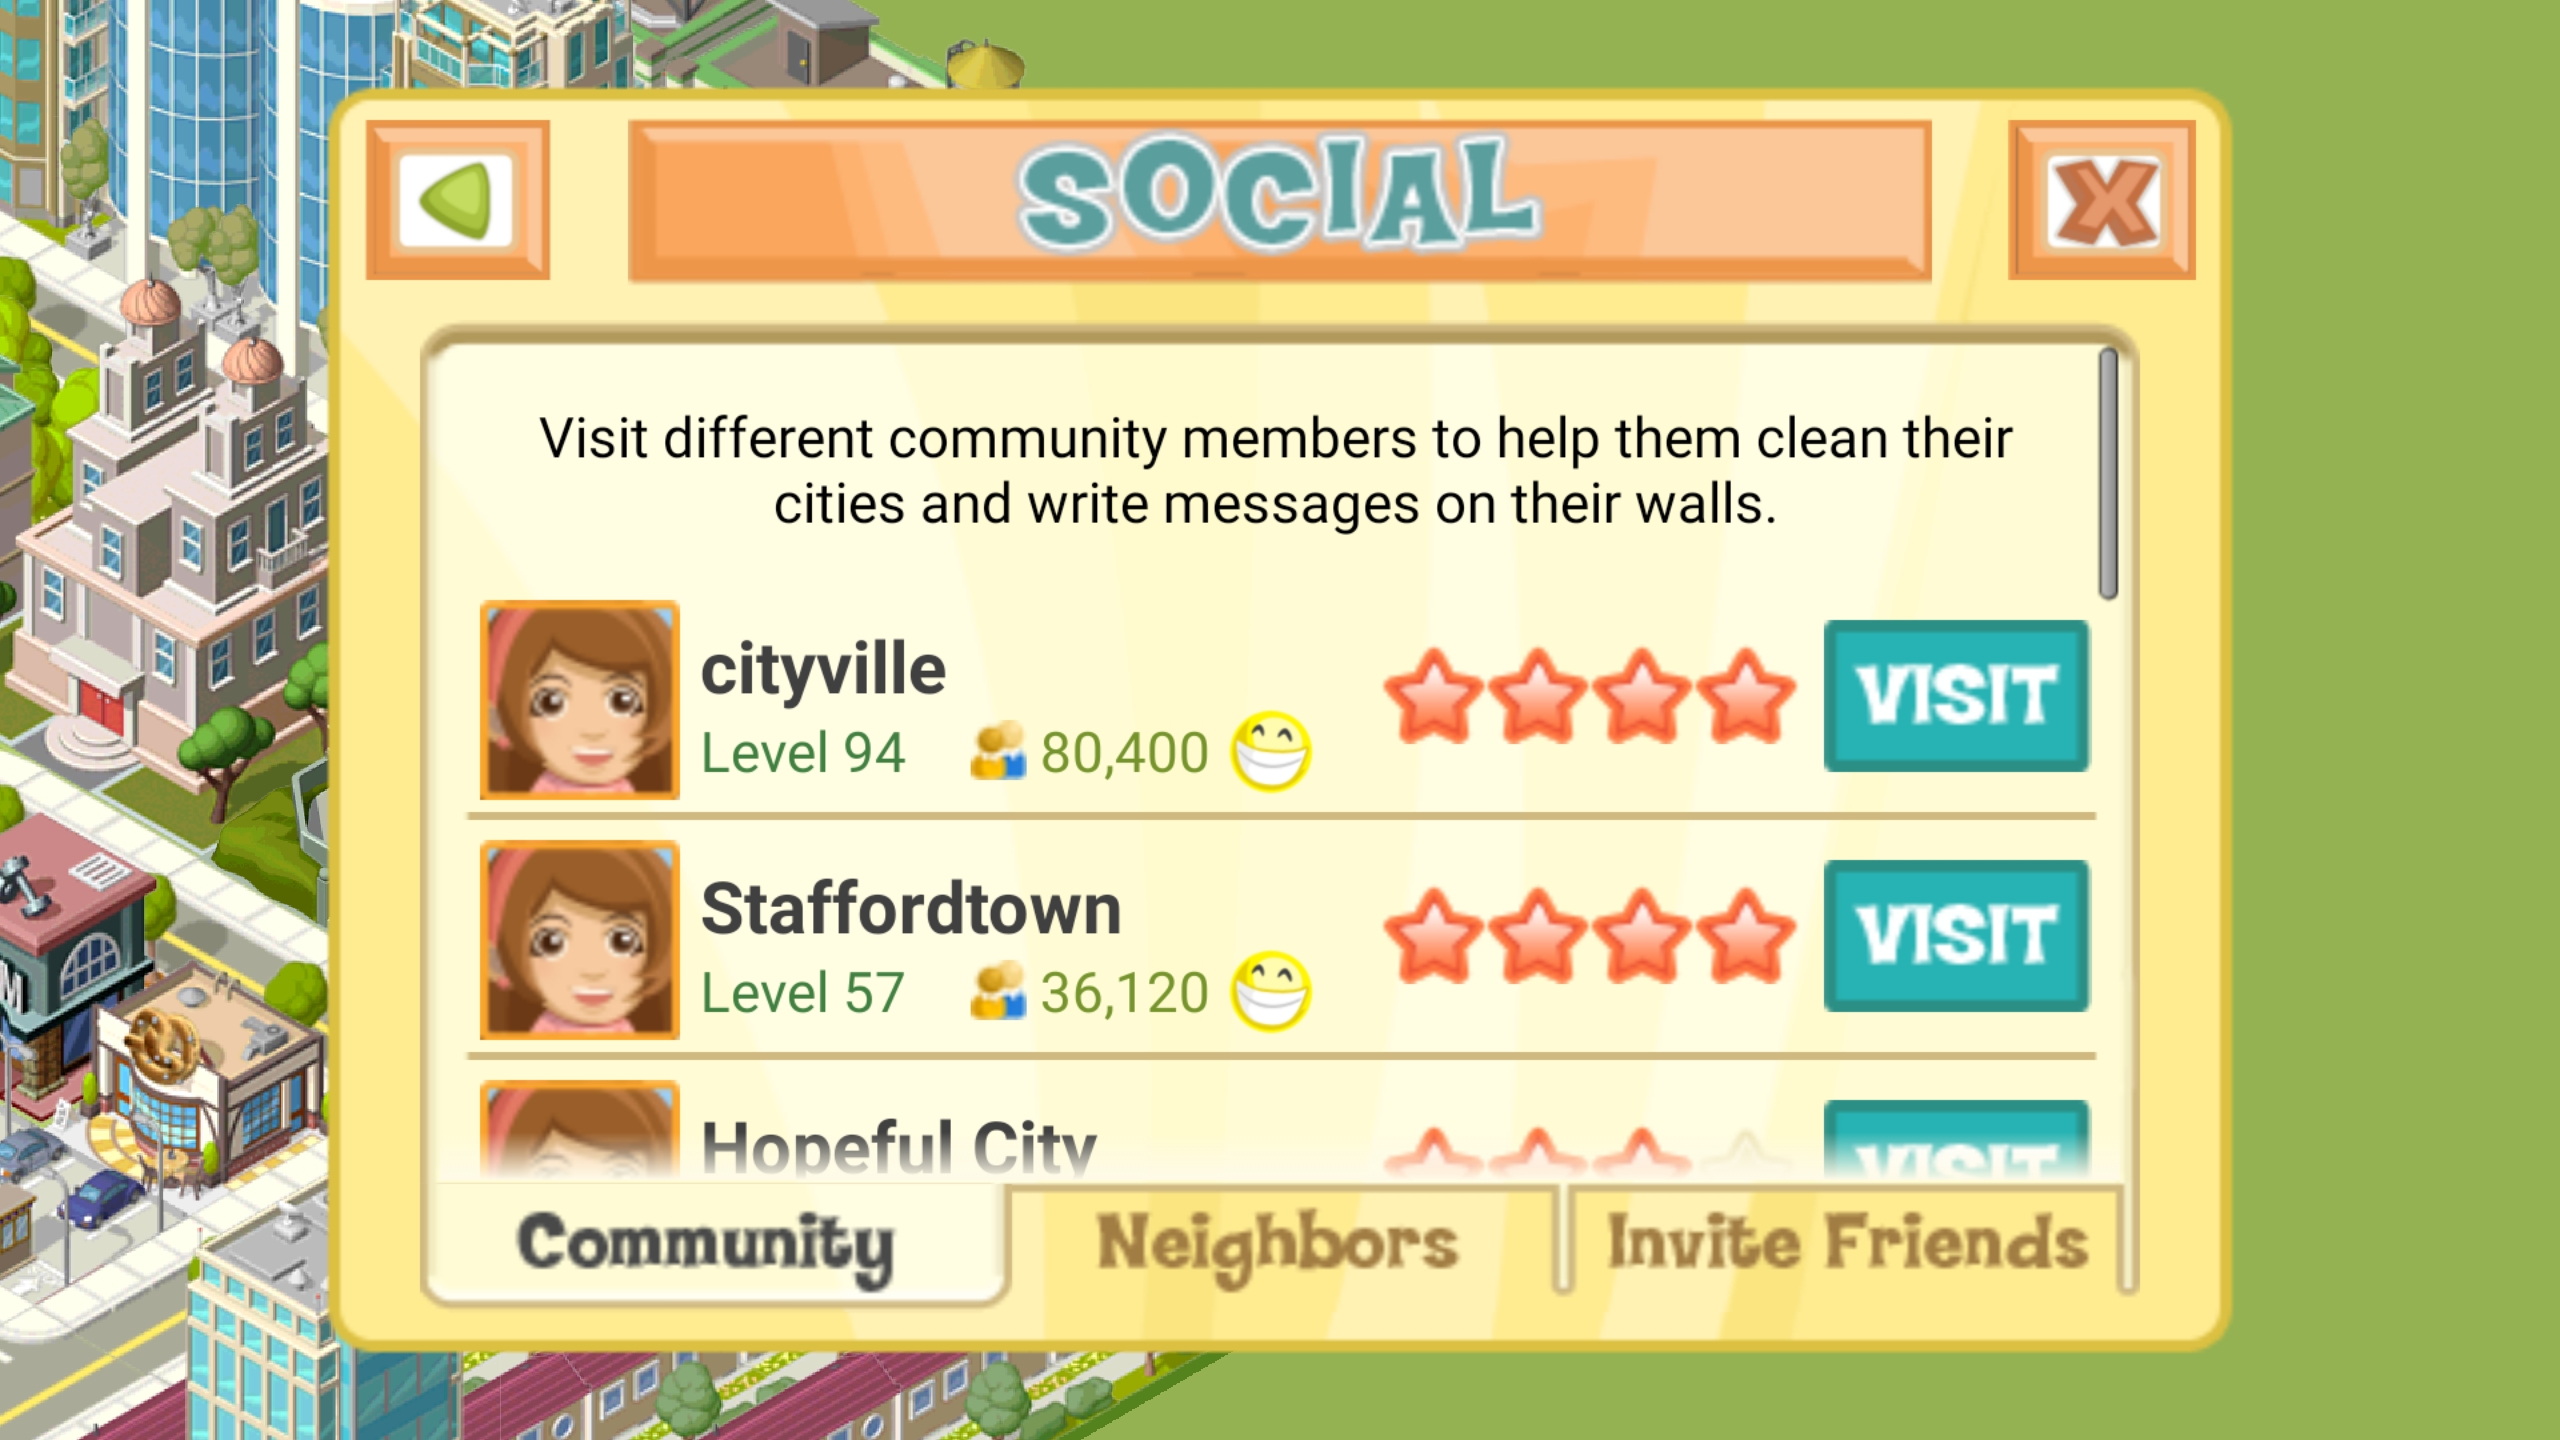 SOCIAL
Visit different community members to help them clean their
cities and write messages on their walls.
cityville
Level 94 80,400
VISIT
Staffordtown
Level 57 36,120
VISIT
Hopeful City
VISIT
Community
Neighbors
Invite Friends